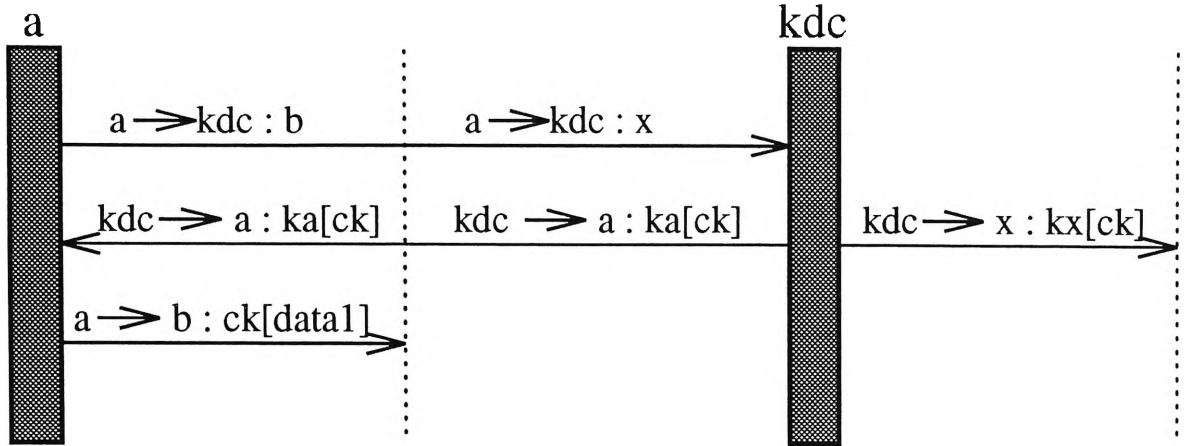 a
kdc
a → kdc : b
a → kdc : x
kdc → a : ka[ck]
kdc → a : ka[ck]
kdc → x : kx[ck]
a → b : ck[data1]